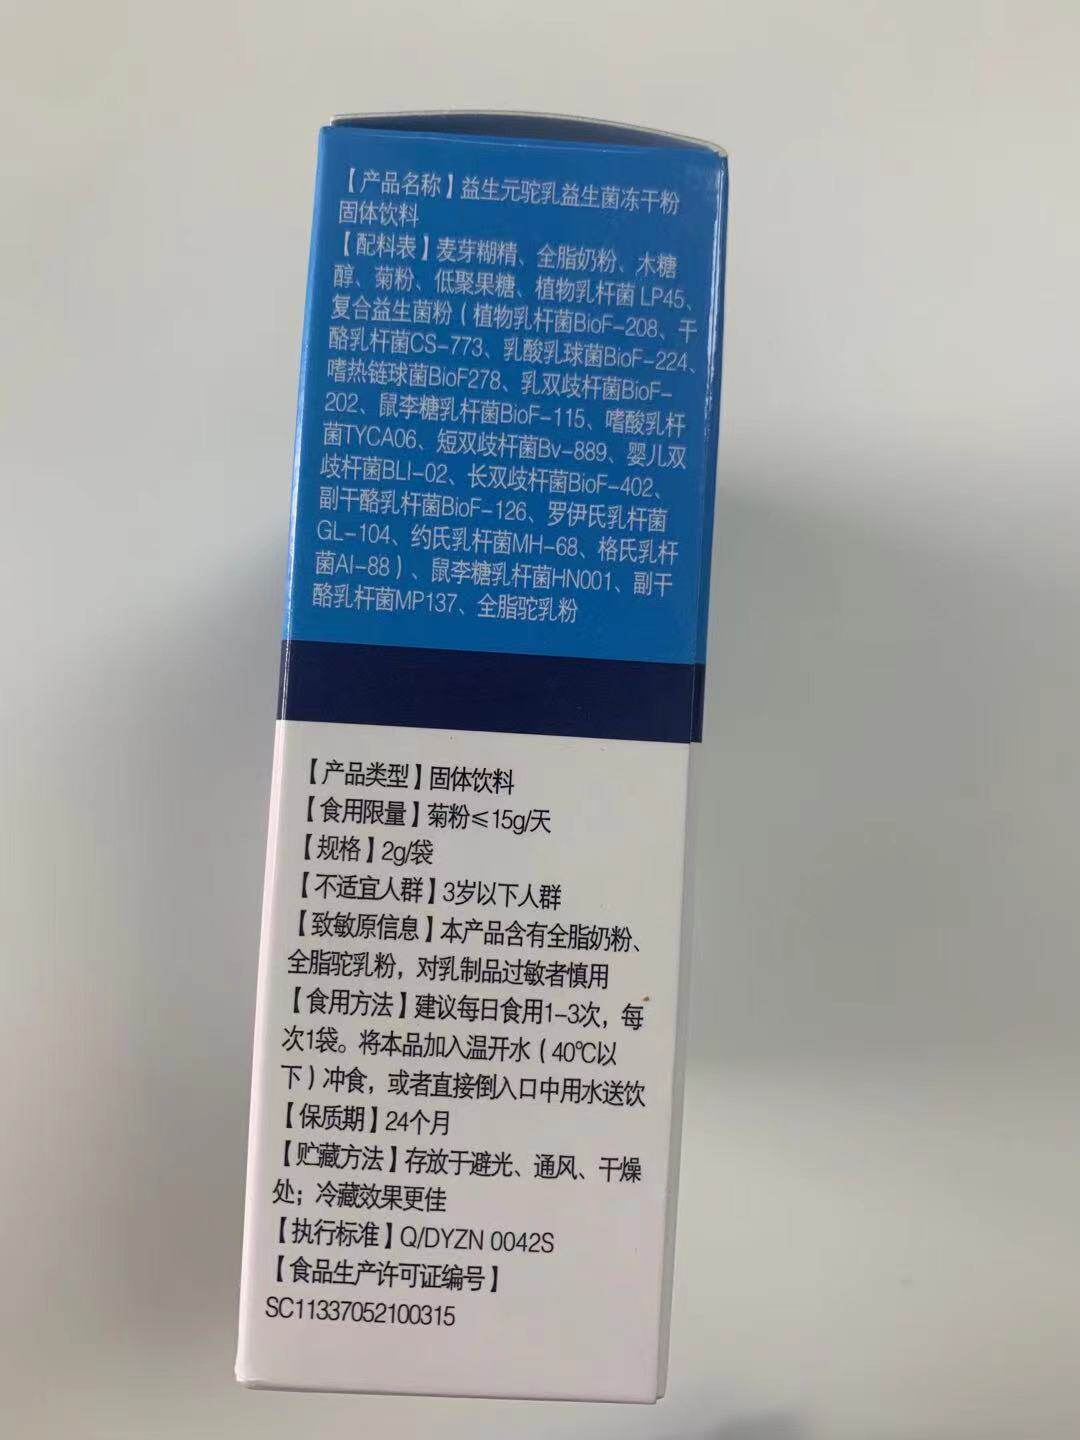 【产品名称】益生元驼乳益生菌冻干粉
固体饮料
【配料表】麦芽糊精、全脂奶粉、木糖
醇、菊粉、低聚果糖、植物乳杆菌 LP45、
复合益生菌粉（植物乳杆菌BioF-208、干
酪乳杆菌CS-773、乳酸乳球菌BioF-224、
嗜热链球菌BioF278、乳双歧杆菌BioF-
202、鼠李糖乳杆菌BioF-115、嗜酸乳杆
菌TYCA06、短双歧杆菌Bv-889、婴儿双
歧杆菌BLI-02、长双歧杆菌BioF-402、
副干酪乳杆菌BioF-126、罗伊氏乳杆菌
GL-104、约氏乳杆菌MH-68、格氏乳杆
菌AI-88）、鼠李糖乳杆菌HN001、副干
酪乳杆菌MP137、全脂驼乳粉
【产品类型】固体饮料
【食用限量】菊粉≤15g/天
【规格】2g/袋
【不适宜人群】3岁以下人群
【致敏原信息】本产品含有全脂奶粉、
全脂驼乳粉，对乳制品过敏者慎用
【食用方法】建议每日食用1-3次，每
次1袋。将本品加入温开水（40℃以
下）冲食，或者直接倒入口中用水送饮
【保质期】24个月
【贮藏方法】存放于避光、通风、干燥
处；冷藏效果更佳
【执行标准】Q/DYZN 0042S
【食品生产许可证编号】
SC11337052100315